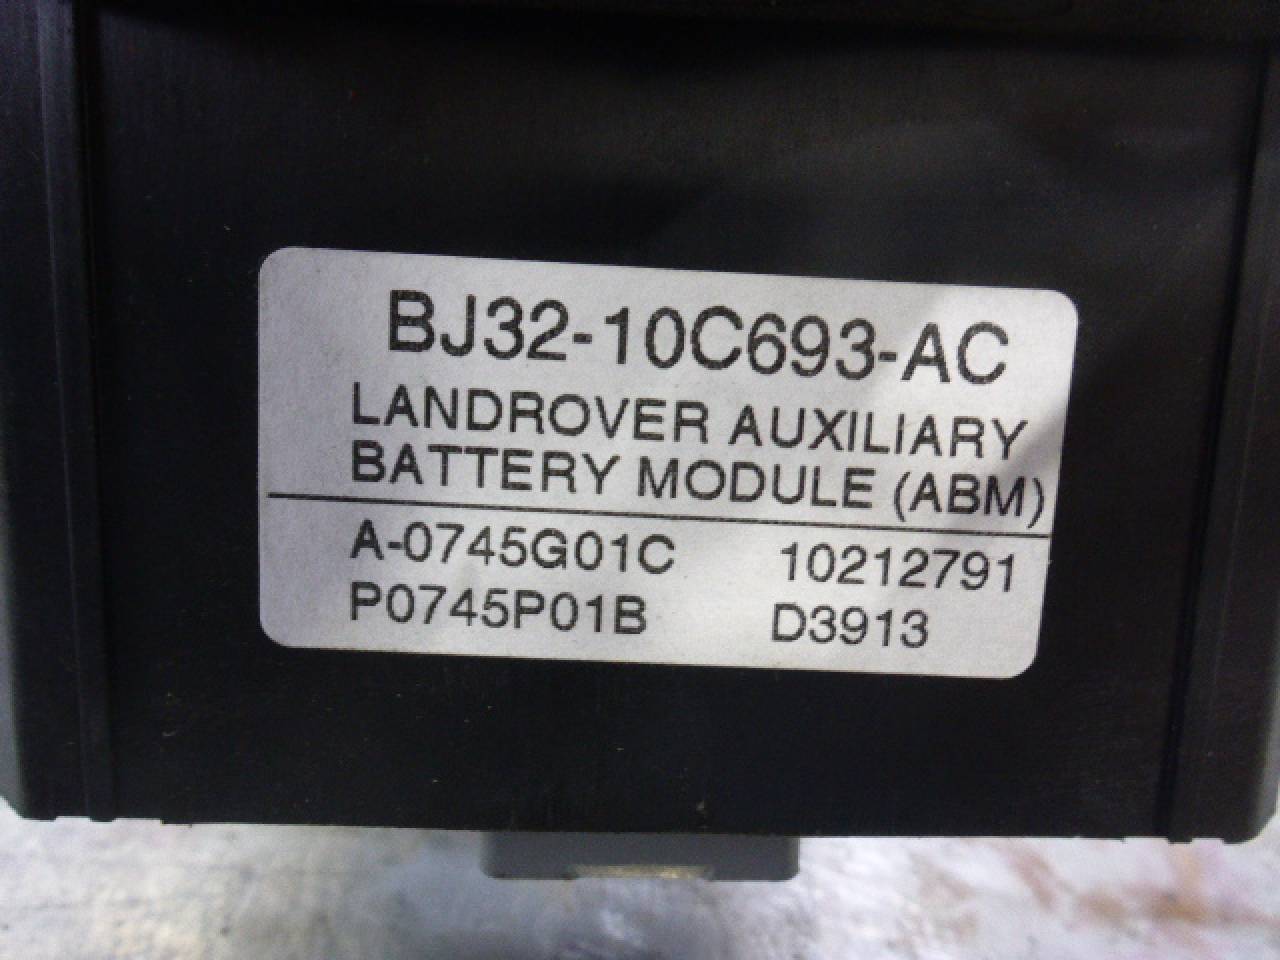 BJ32-10C693-AC
LANDROVER AUXILIARY
BATTERY MODULE (ABM)
A-0745G01C 10212791
P0745P01B D3913